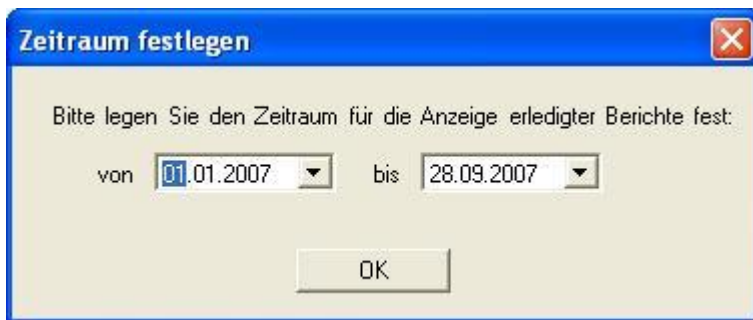 Zeitraum festlegen
Bitte legen Sie den Zeitraum für die Anzeige erledigter Berichte fest:
von 01.01.2007 bis 28.09.2007
OK